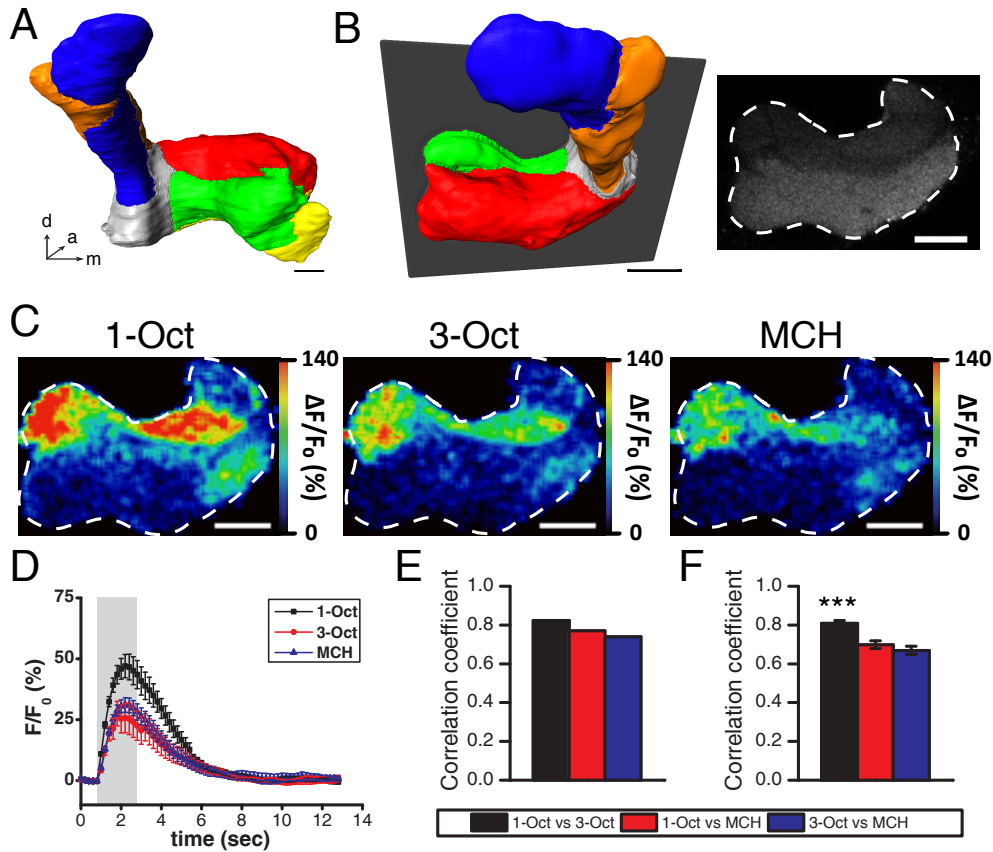 A
B
d
a
m
C
1-Oct
3-Oct
MCH
140
ΔF/F₀ (%)
0
140
ΔF/F₀ (%)
0
140
ΔF/F₀ (%)
0
D
75
50
25
0
F/F₀ (%)
0 2 4 6 8 10 12 14
time (sec)
1-Oct
3-Oct
MCH
E
1.0
0.8
0.6
0.4
0.2
0.0
Correlation coefficient
F
1.0
0.8
0.6
0.4
0.2
0.0
Correlation coefficient
***
1-Oct vs 3-Oct 1-Oct vs MCH 3-Oct vs MCH